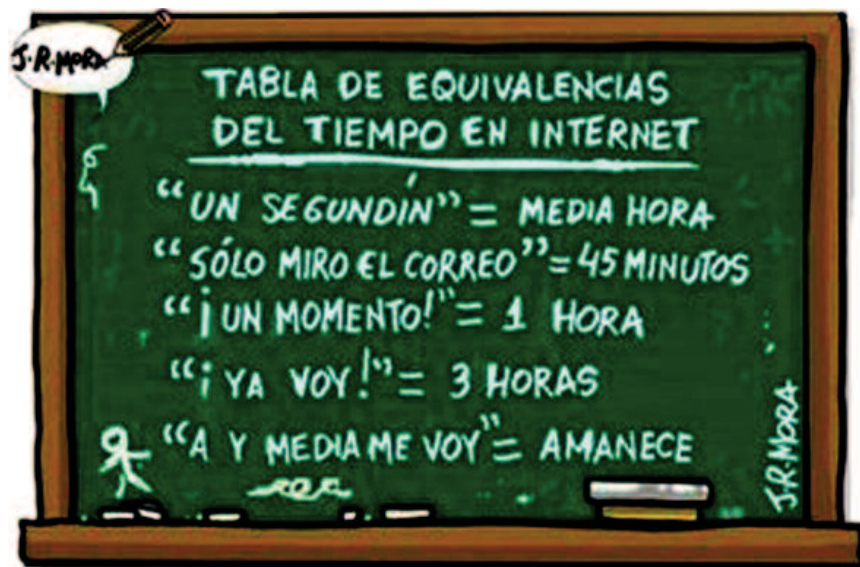 J.R.MORA
TABLA DE EQUIVALENCIAS
DEL TIEMPO EN INTERNET
“UN SEGUNDÍN” = MEDIA HORA
“SÓLO MIRO EL CORREO” = 45 MINUTOS
“¡UN MOMENTO!” = 1 HORA
“¡YA VOY!” = 3 HORAS
“A Y MEDIA ME VOY” = AMANECE
J.R.MORA